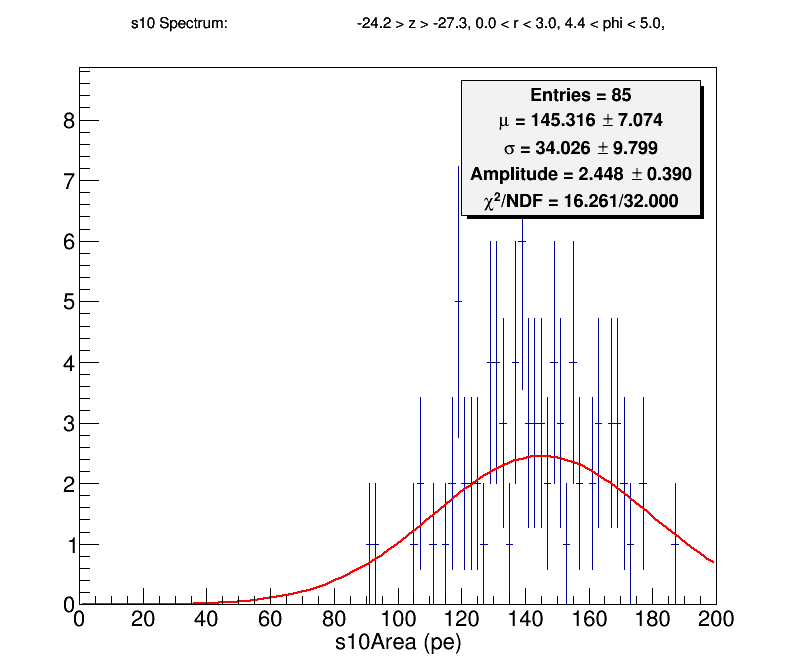 s10 Spectrum: -24.2 > z > -27.3, 0.0 < r < 3.0, 4.4 < phi < 5.0,
Entries = 85
μ = 145.316 ± 7.074
σ = 34.026 ± 9.799
Amplitude = 2.448 ± 0.390
χ²/NDF = 16.261/32.000
8
7
6
5
4
3
2
1
0
0 20 40 60 80 100 120 140 160 180 200
s10Area (pe)